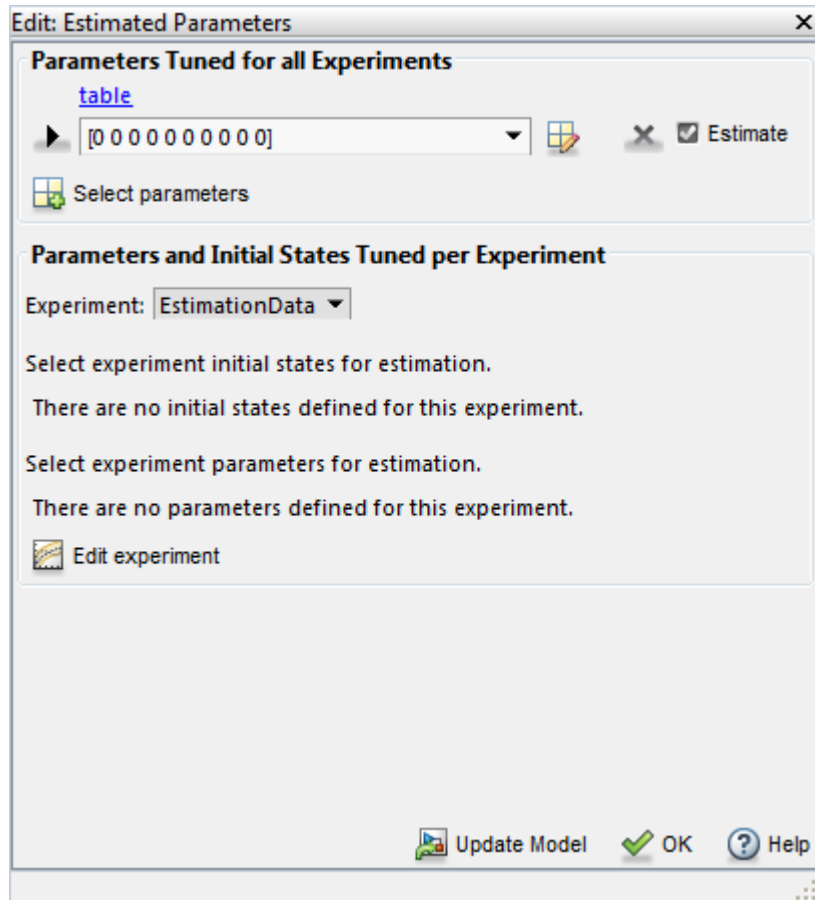 Edit: Estimated Parameters
Parameters Tuned for all Experiments
table
[0 0 0 0 0 0 0 0 0 0] Estimate
Select parameters
Parameters and Initial States Tuned per Experiment
Experiment: EstimationData
Select experiment initial states for estimation.
There are no initial states defined for this experiment.
Select experiment parameters for estimation.
There are no parameters defined for this experiment.
Edit experiment
Update Model OK Help